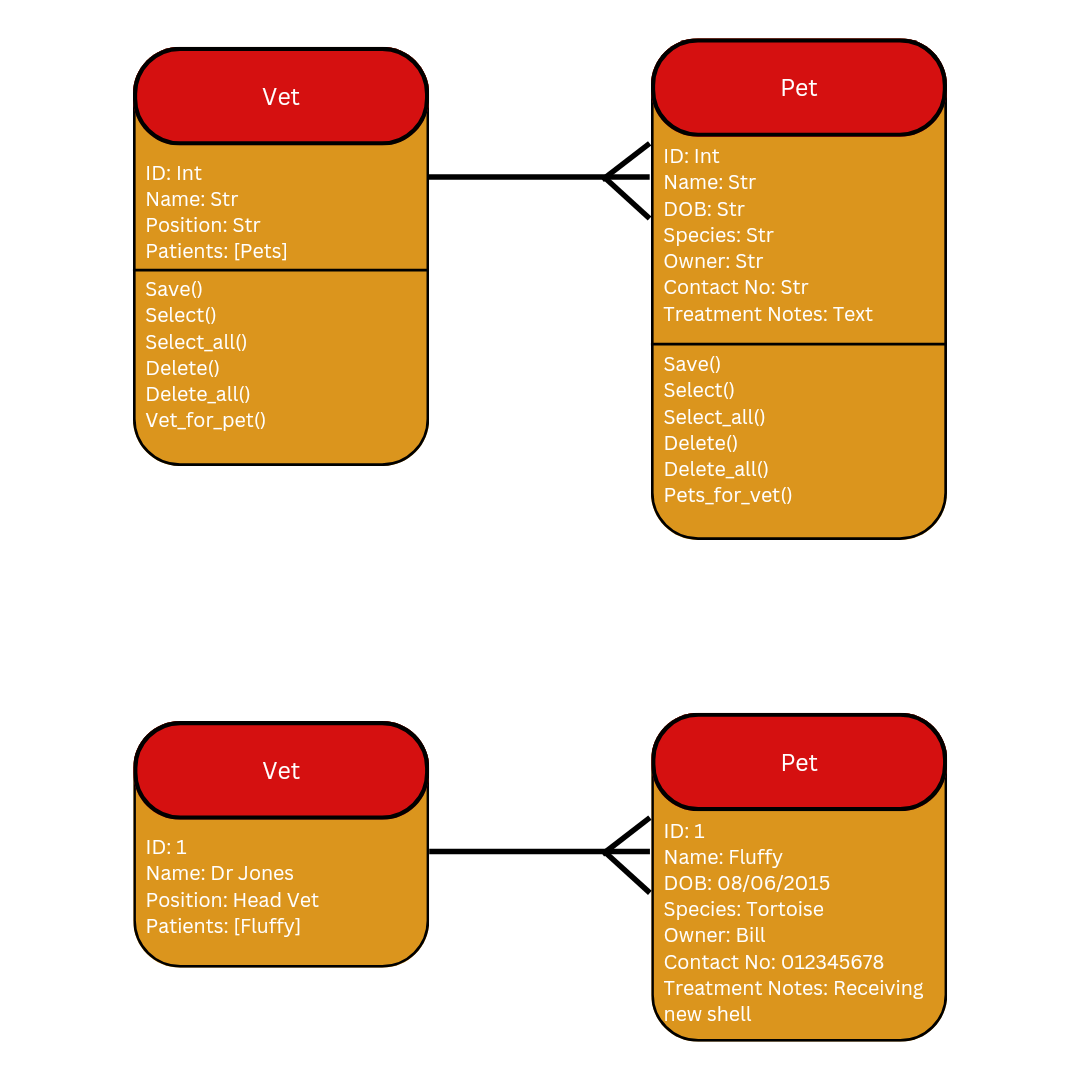 Vet
ID: Int
Name: Str
Position: Str
Patients: [Pets]
Save()
Select()
Select_all()
Delete()
Delete_all()
Vet_for_pet()
Pet
ID: Int
Name: Str
DOB: Str
Species: Str
Owner: Str
Contact No: Str
Treatment Notes: Text
Save()
Select()
Select_all()
Delete()
Delete_all()
Pets_for_vet()
Vet
ID: 1
Name: Dr Jones
Position: Head Vet
Patients: [Fluffy]
Pet
ID: 1
Name: Fluffy
DOB: 08/06/2015
Species: Tortoise
Owner: Bill
Contact No: 012345678
Treatment Notes: Receiving
new shell